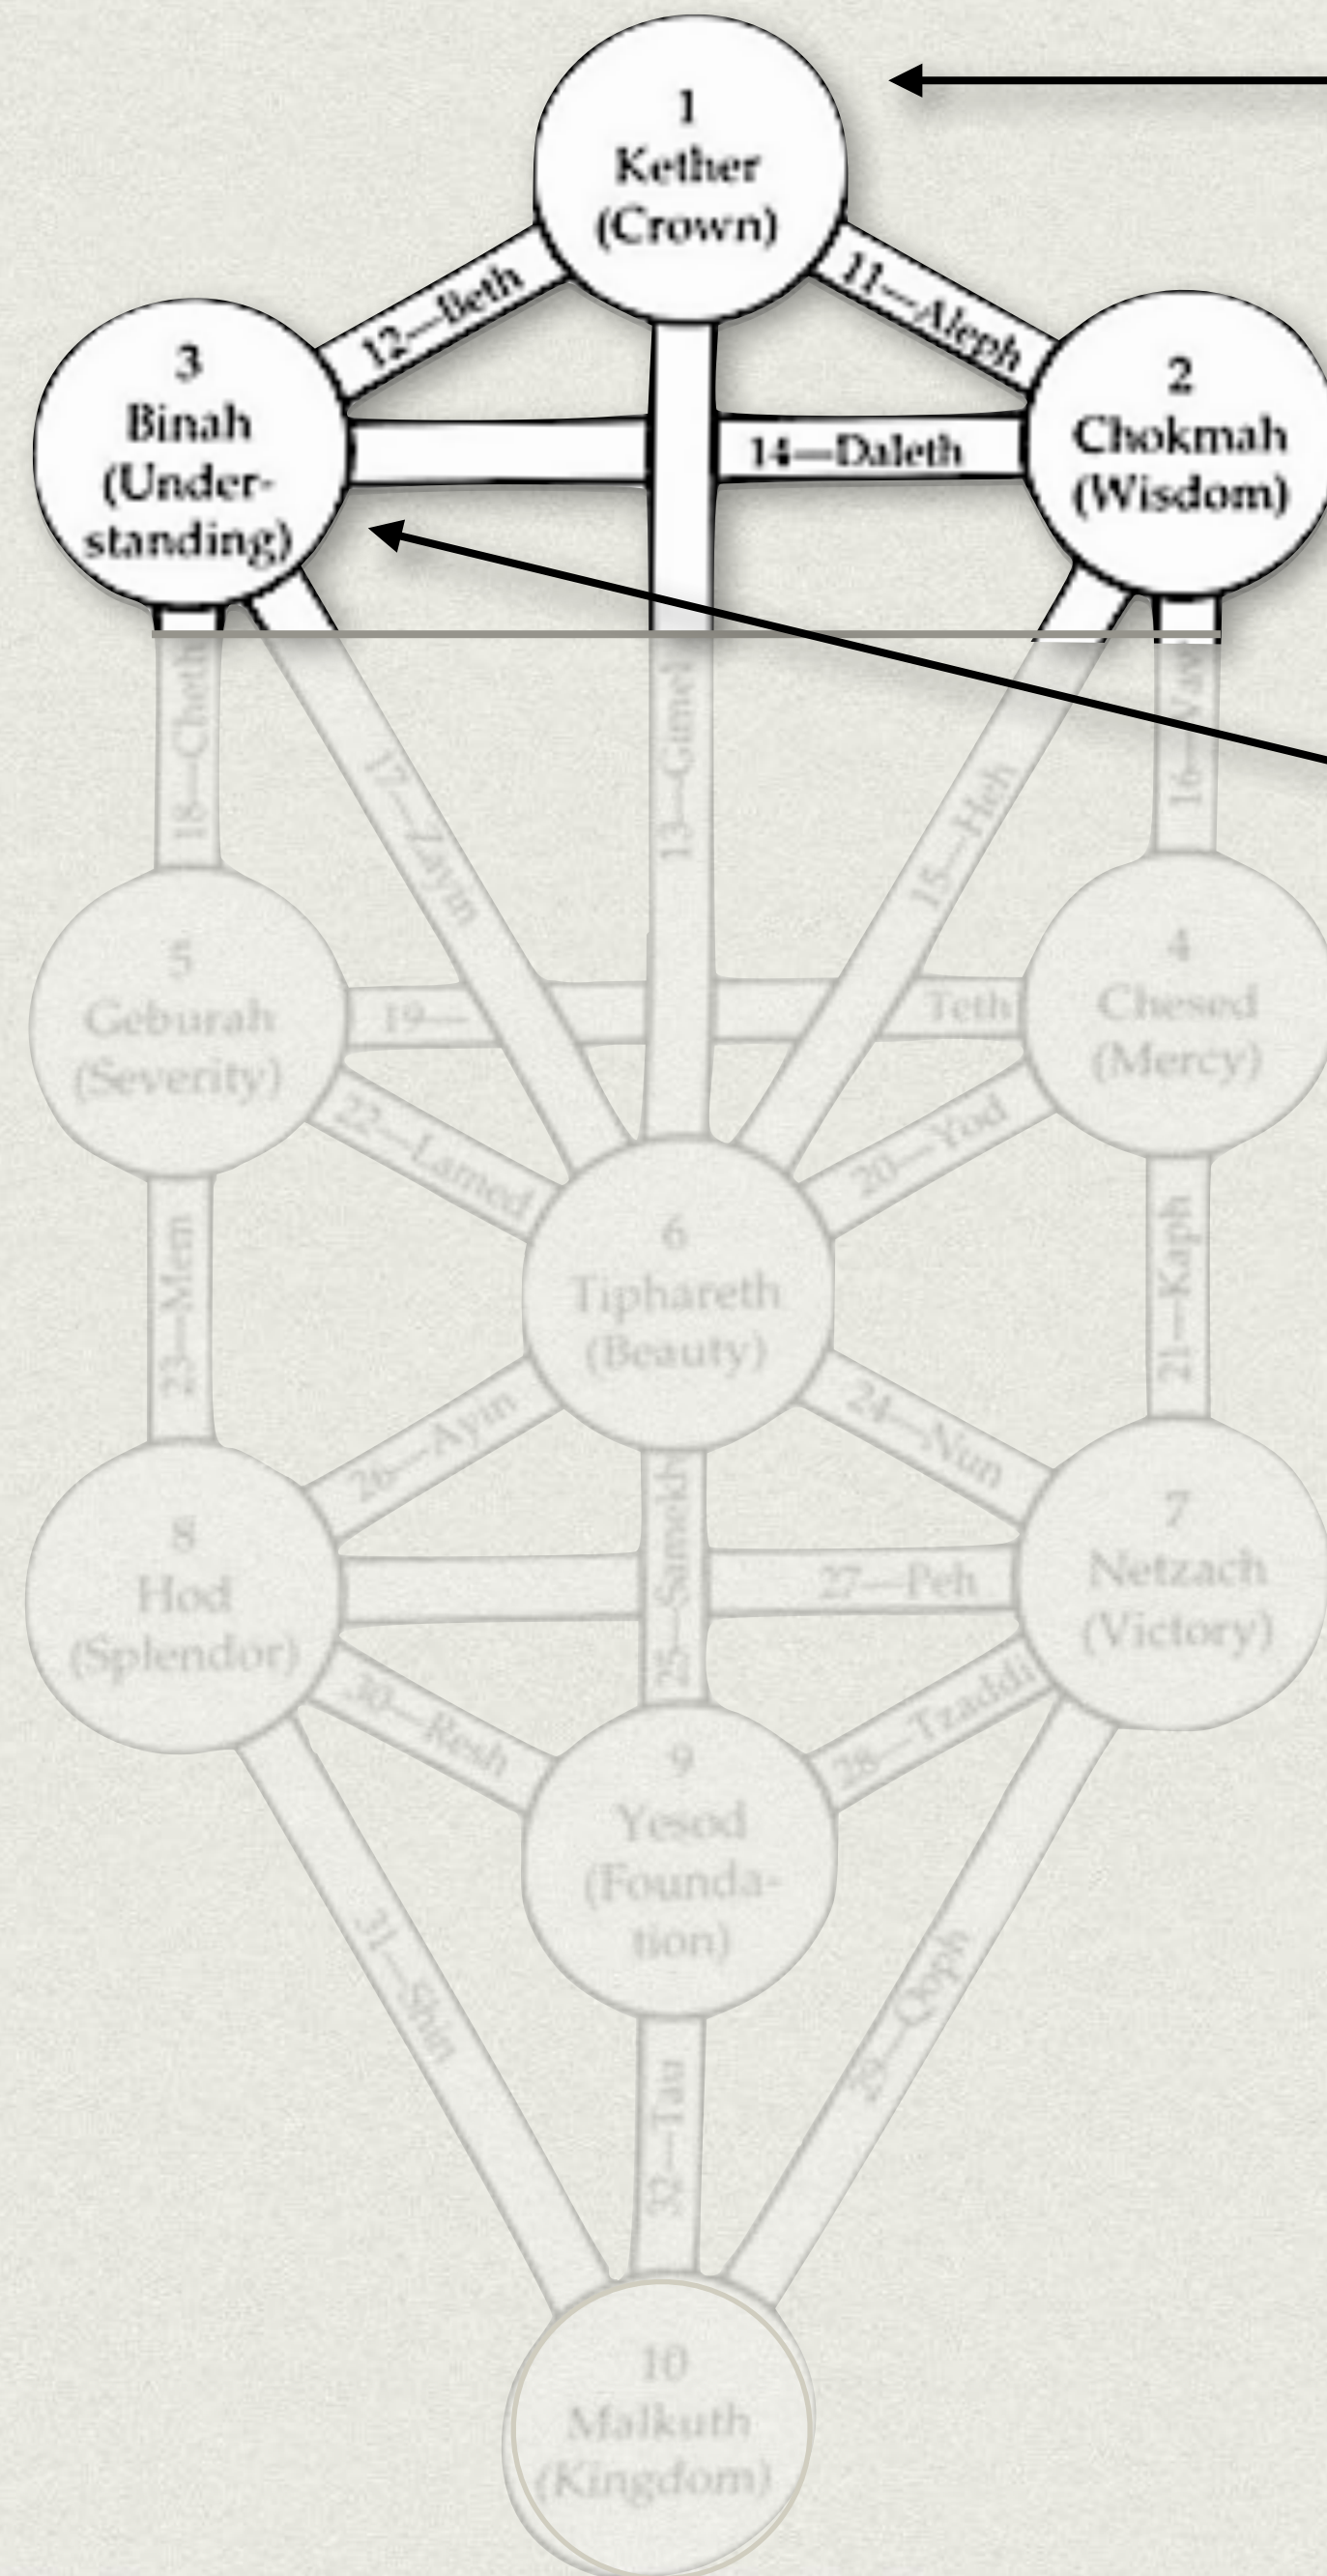 1
Kether
(Crown)
12—Beth
11—Aleph
3
Binah
(Under-
standing)
14—Daleth
2
Chokmah
(Wisdom)
18—Cheth
17—Zayin
13—Gimel
15—Heh
16—Vav
5
Geburah
(Severity)
19—
Teth
4
Chesed
(Mercy)
22—Lamed
20—Yod
23—Mem
6
Tiphareth
(Beauty)
21—Kaph
26—Ayin
24—Nun
8
Hod
(Splendor)
25—Samekh
27—Peh
7
Netzach
(Victory)
30—Resh
28—Tzaddi
9
Yesod
(Founda-
tion)
31—Shin
29—Qoph
32—Tau
10
Malkuth
(Kingdom)